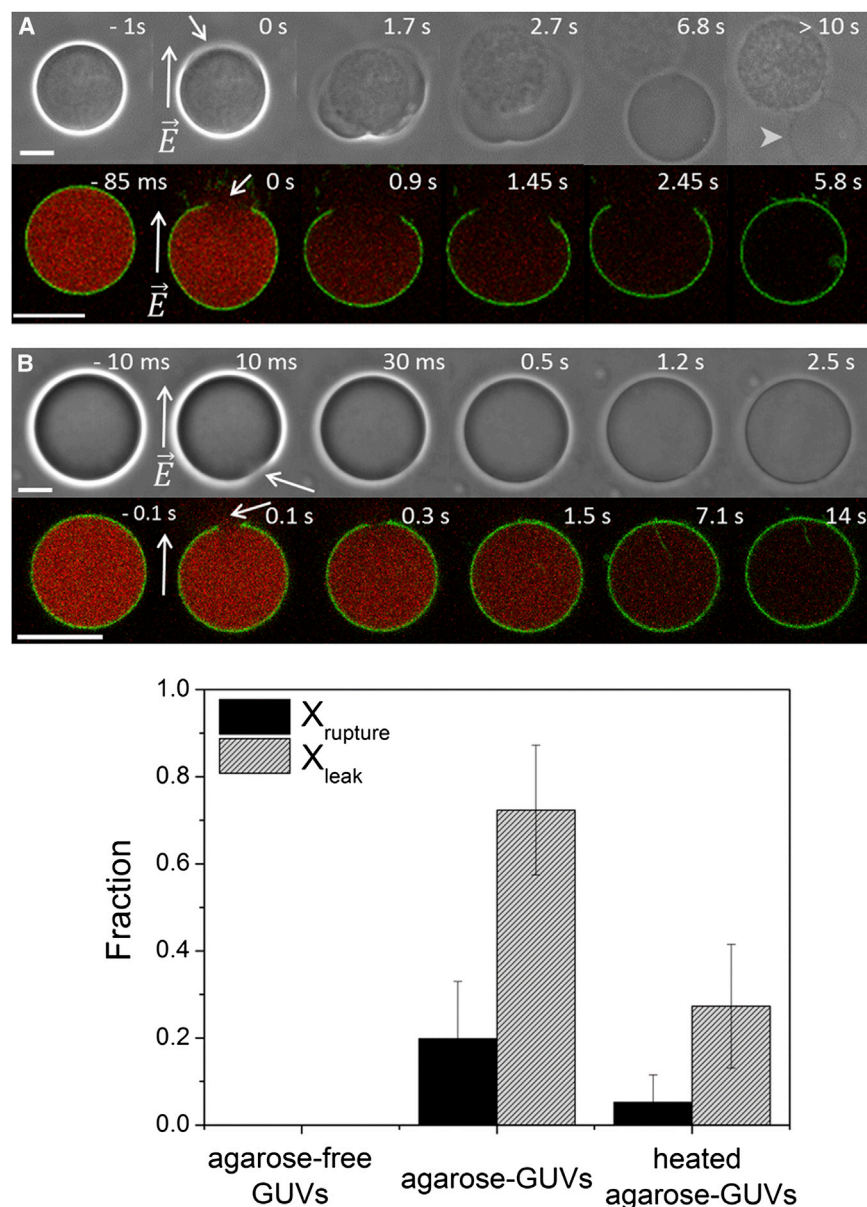 A
- 1s
0 s
1.7 s
2.7 s
6.8 s
> 10 s
E
- 85 ms
0 s
0.9 s
1.45 s
2.45 s
5.8 s
E
B
- 10 ms
10 ms
30 ms
0.5 s
1.2 s
2.5 s
E
- 0.1 s
0.1 s
0.3 s
1.5 s
7.1 s
14 s
1.0
0.8
0.6
0.4
0.2
0.0
Fraction
Xrupture
Xleak
agarose-free
GUVs
agarose-GUVs
heated
agarose-GUVs